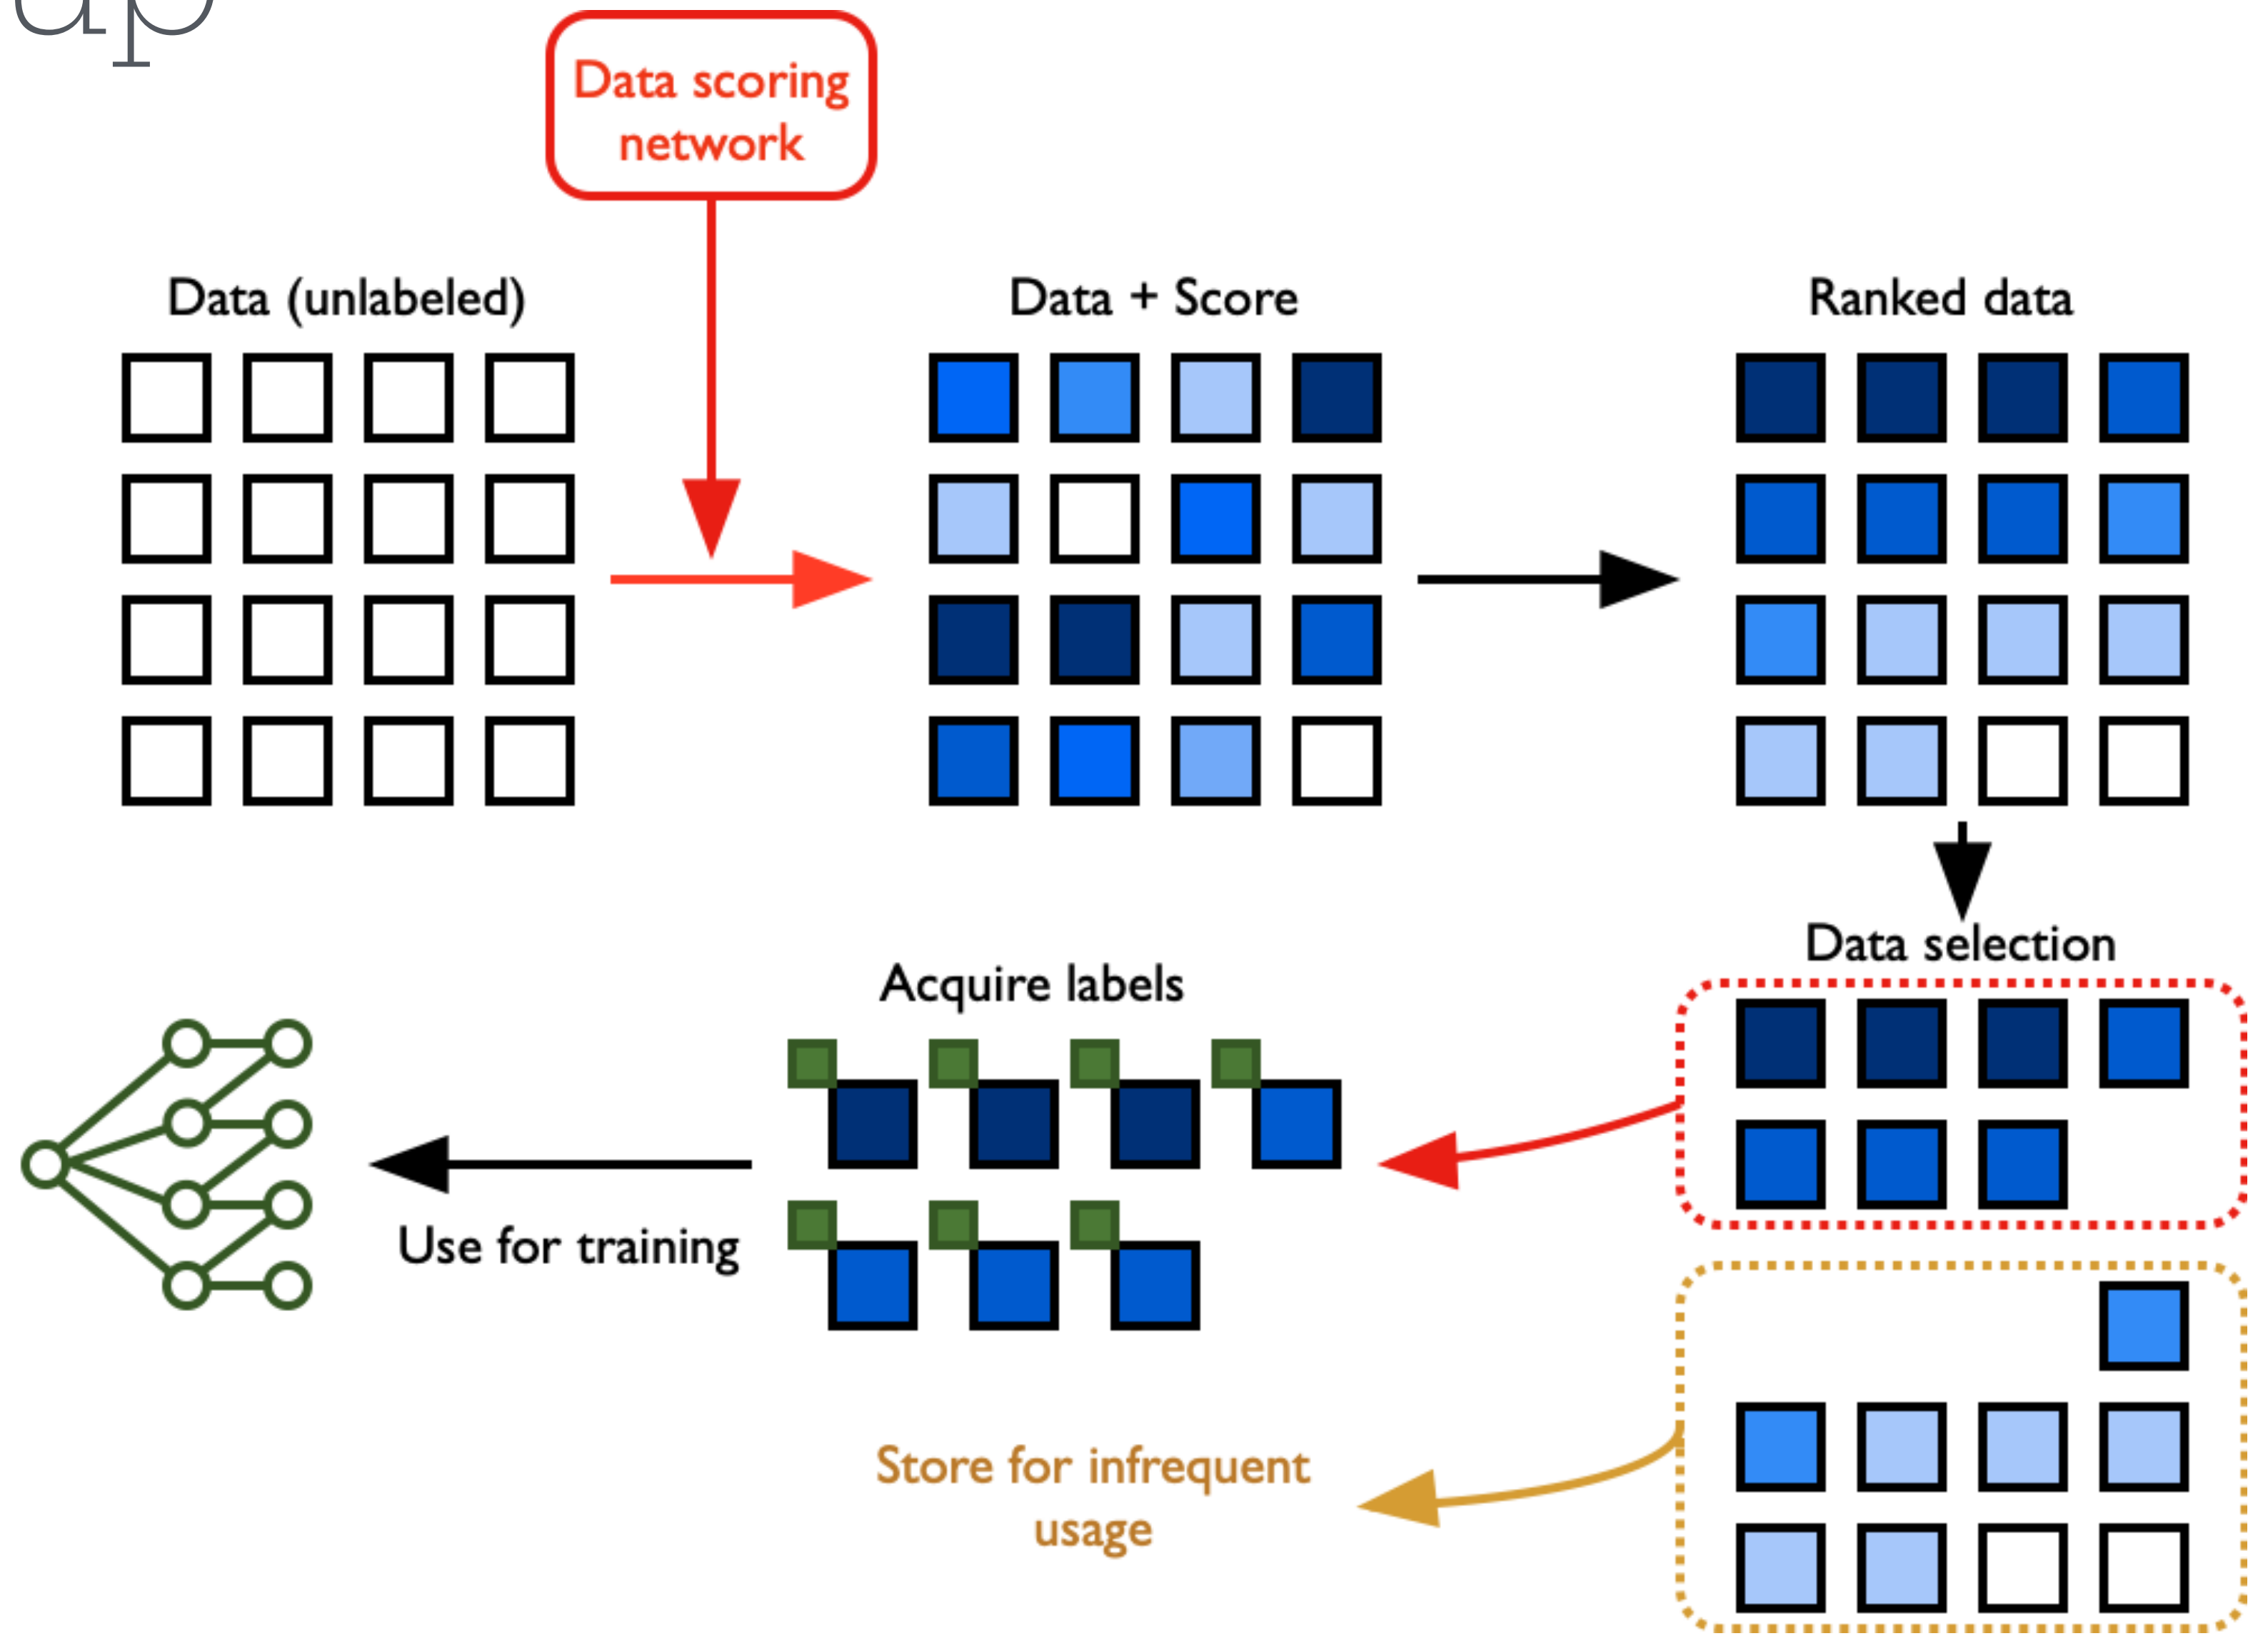 Data scoring
network
Data (unlabeled)
Data + Score
Ranked data
Data selection
Acquire labels
Use for training
Store for infrequent
usage